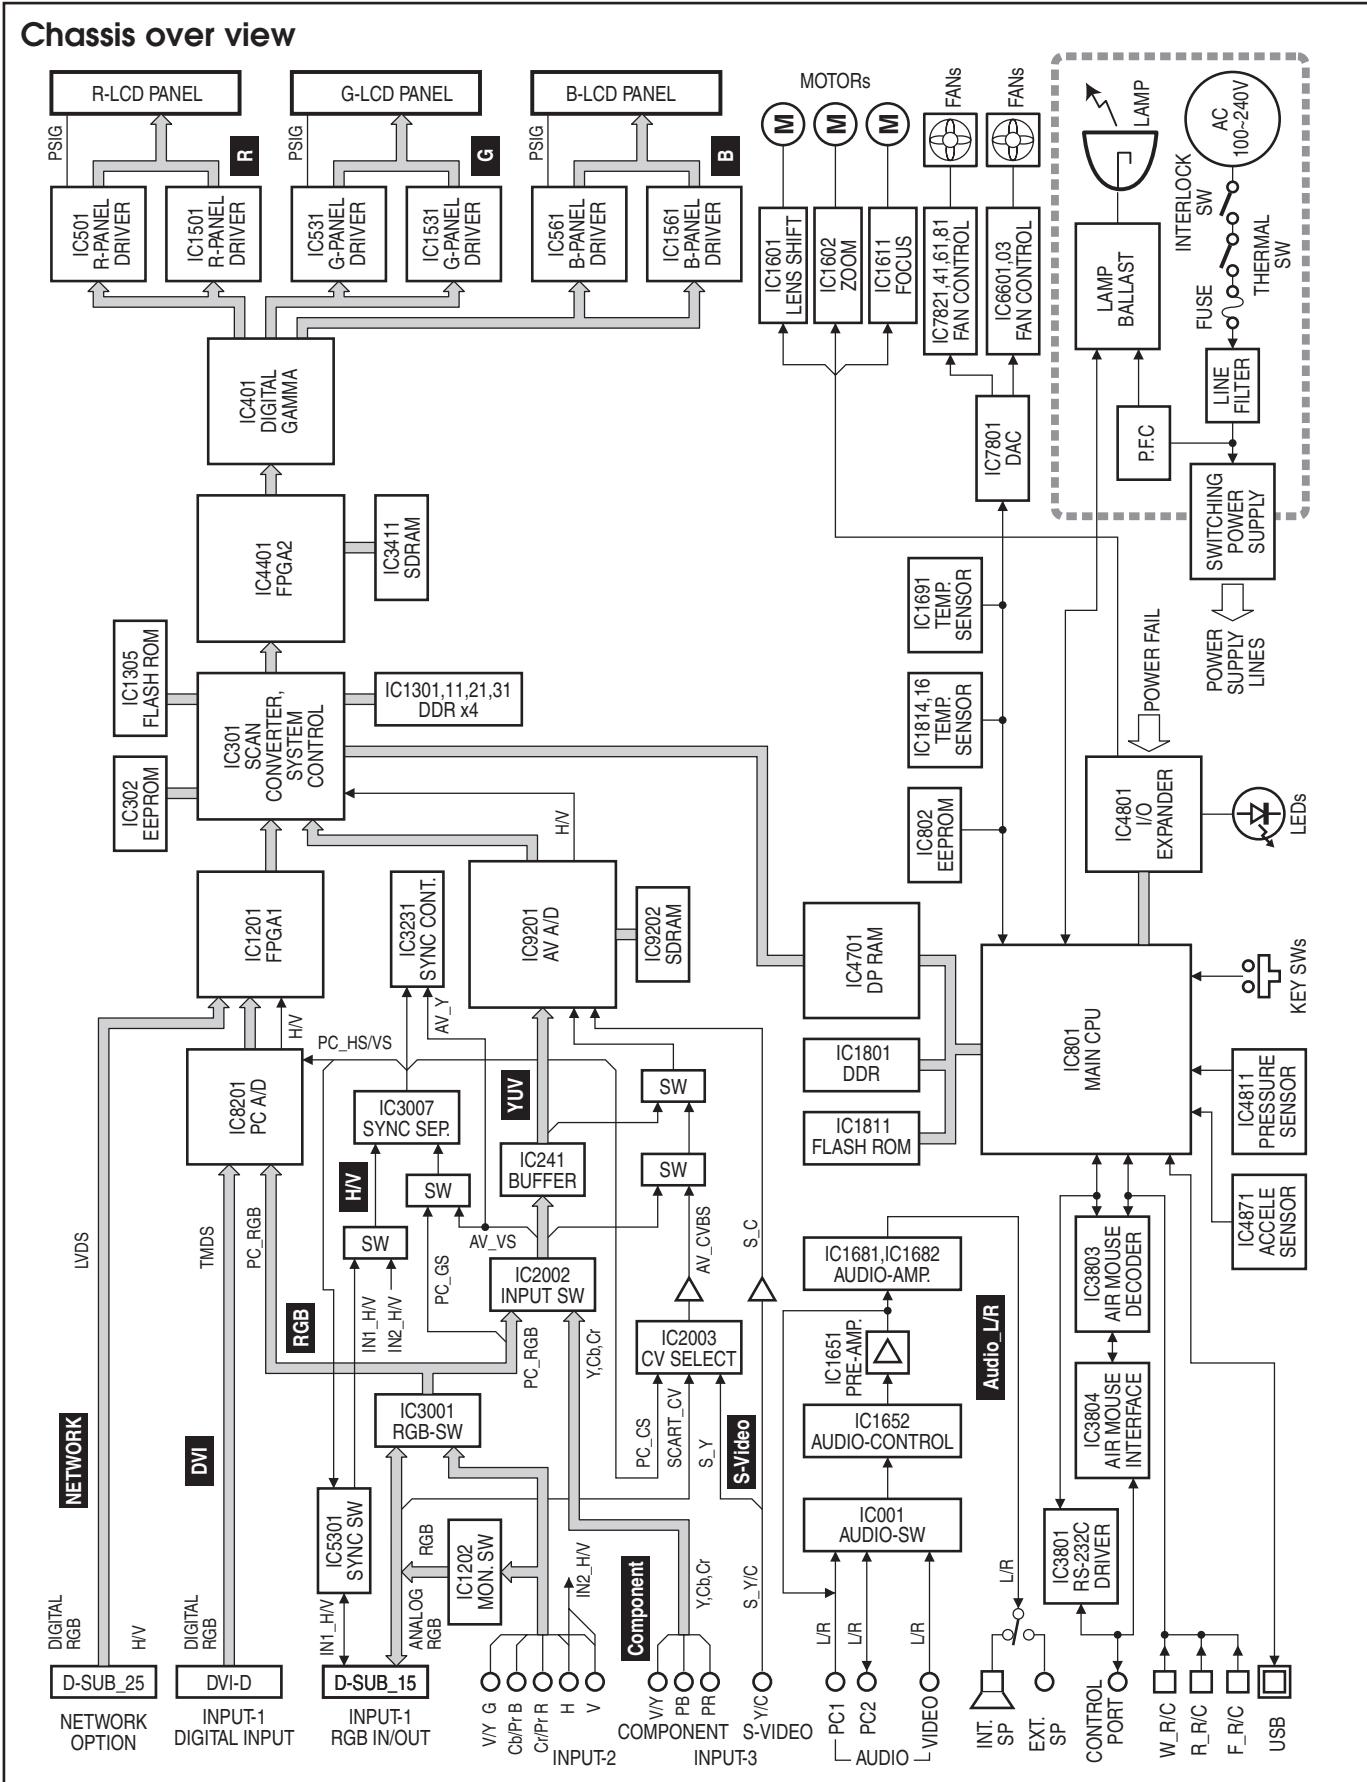 Chassis over view
R-LCD PANEL
G-LCD PANEL
B-LCD PANEL
PSIG
PSIG
PSIG
R
G
B
IC501
R-PANEL
DRIVER
IC1501
R-PANEL
DRIVER
IC531
G-PANEL
DRIVER
IC1531
G-PANEL
DRIVER
IC561
B-PANEL
DRIVER
IC1561
B-PANEL
DRIVER
MOTORs
M
M
M
FANs
FANs
IC1601
LENS SHIFT
IC1602
ZOOM
IC1611
FOCUS
IC7821,41,61,81
FAN CONTROL
IC6601,03
FAN CONTROL
LAMP
AC
100~240V
INTERLOCK
SW
THERMAL
SW
FUSE
LAMP
BALLAST
LINE
FILTER
P.F.C
SWITCHING
POWER
SUPPLY
POWER
SUPPLY
LINES
POWER FAIL
IC7801
DAC
IC401
DIGITAL
GAMMA
IC4401
FPGA2
IC3411
SDRAM
IC1305
FLASH ROM
IC301
SCAN
CONVERTER,
SYSTEM
CONTROL
IC1301,11,21,31
DDR x4
IC302
EEPROM
IC1691
TEMP.
SENSOR
IC1814,16
TEMP.
SENSOR
IC802
EEPROM
IC4801
I/O
EXPANDER
LEDs
H/V
IC1201
FPGA1
IC3231
SYNC CONT.
IC9201
AV A/D
IC9202
SDRAM
IC4701
DP RAM
IC1801
DDR
IC1811
FLASH ROM
IC801
MAIN CPU
KEY SWs
IC4811
PRESSURE
SENSOR
IC4871
ACCELE
SENSOR
H/V
PC_HS/VS
AV_Y
IC8201
PC A/D
IC3007
SYNC SEP.
YUV
SW
IC241
BUFFER
SW
SW
H/V
SW
LVDS
TMDS
PC_RGB
AV_VS
PC_GS
AV_CVBS
S_C
IC2002
INPUT SW
RGB
IN1_H/V
IN2_H/V
PC_RGB
Y,Cb,Cr
IC2003
CV SELECT
IC1681,IC1682
AUDIO-AMP.
IC1651
PRE-AMP.
Audio_L/R
IC3803
AIR MOUSE
DECODER
IC3804
AIR MOUSE
INTERFACE
NETWORK
DVI
IC3001
RGB-SW
PC_CS
SCART_CV
S_Y
S-Video
IC1652
AUDIO-CONTROL
IC5301
SYNC SW
RGB
IC1202
MON. SW
IC001
AUDIO-SW
IC3801
RS-232C
DRIVER
DIGITAL
RGB
H/V
DIGITAL
RGB
IN1_H/V
ANALOG
RGB
IN2_H/V
Component
Y,Cb,Cr
S_Y/C
L/R
L/R
L/R
L/R
D-SUB_25
DVI-D
D-SUB_15
NETWORK
OPTION
INPUT-1
DIGITAL INPUT
INPUT-1
RGB IN/OUT
V/Y G
Cb/Pr B
Cr/Pr R
H
V
INPUT-2
V/Y
PB
PR
COMPONENT
INPUT-3
Y/C
S-VIDEO
PC1
PC2
VIDEO
AUDIO
INT.
SP
EXT.
SP
CONTROL
PORT
W_R/C
R_R/C
F_R/C
USB